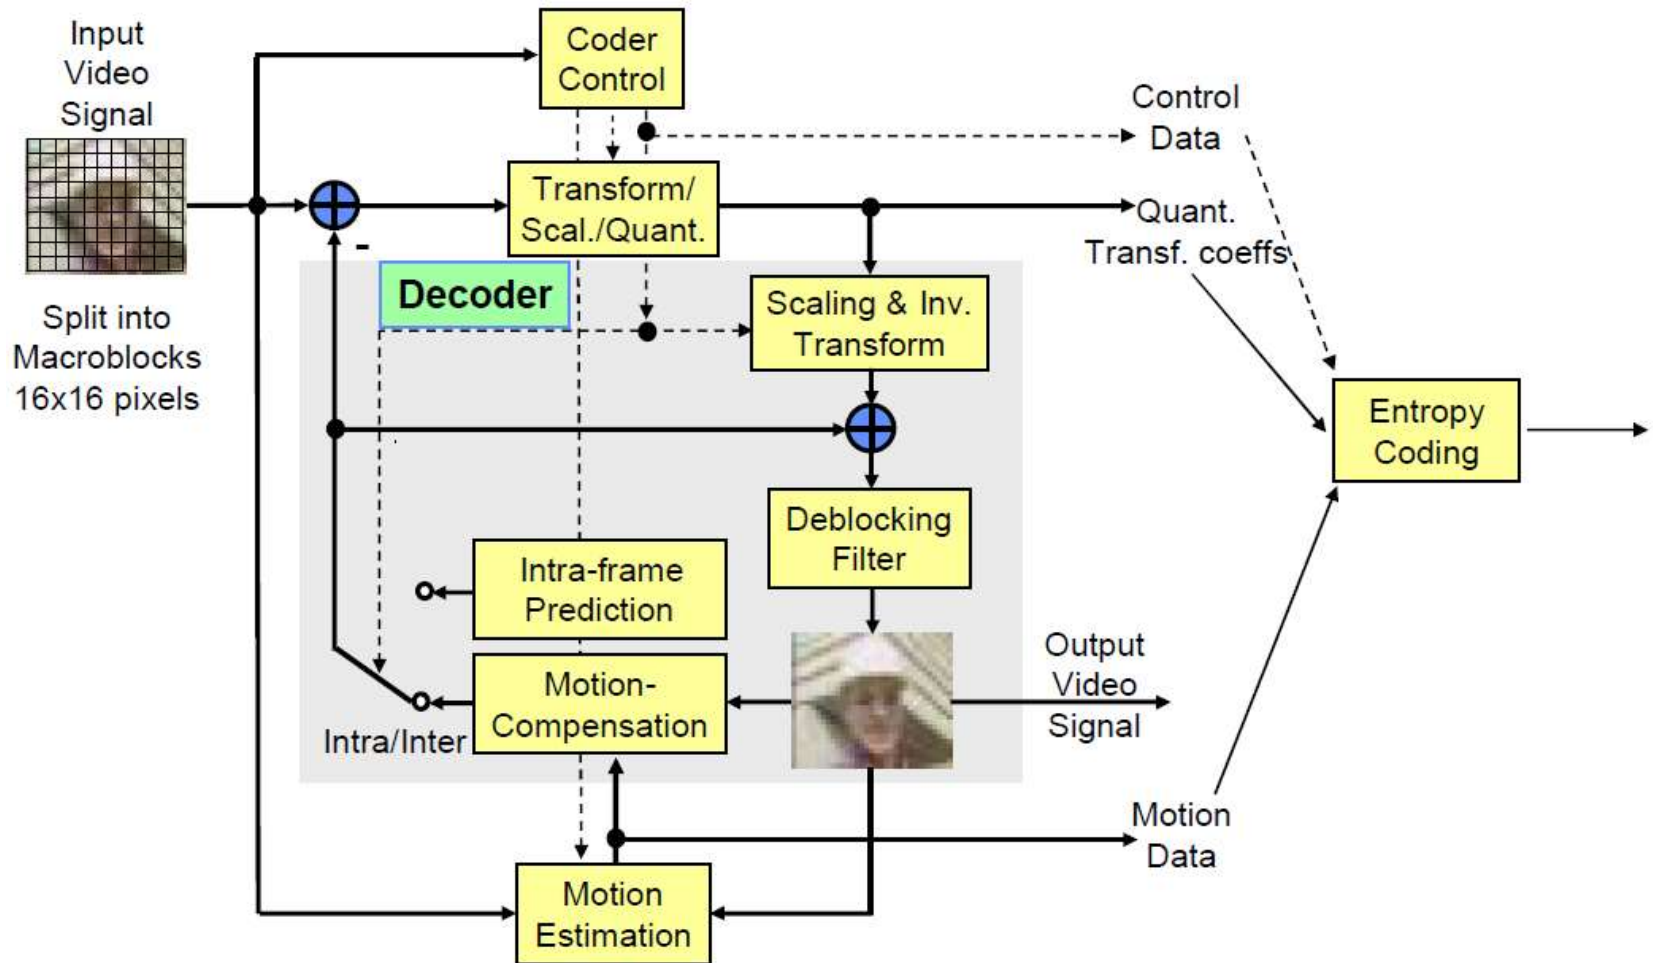 Input
Video
Signal
Split into
Macroblocks
16x16 pixels
Coder
Control
Transform/
Scal./Quant.
-
Decoder
Scaling & Inv.
Transform
Deblocking
Filter
Intra-frame
Prediction
Motion-
Compensation
Intra/Inter
Motion
Estimation
Control
Data
Quant.
Transf. coeffs
Entropy
Coding
Output
Video
Signal
Motion
Data